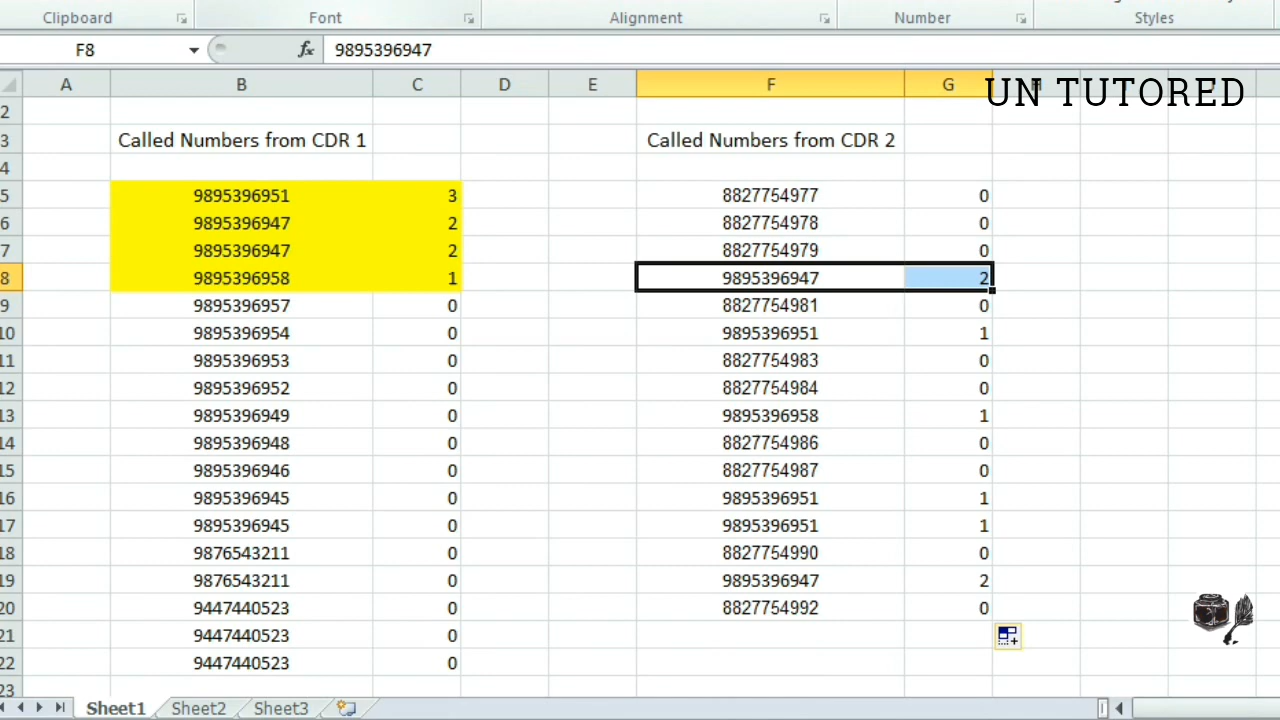 Clipboard Font Alignment Number Styles
F8 fx 9895396947
A B C D E F G H
UN TUTORED
2
3 Called Numbers from CDR 1 Called Numbers from CDR 2
4
5 9895396951 3 8827754977 0
6 9895396947 2 8827754978 0
7 9895396947 2 8827754979 0
8 9895396958 1 9895396947 2
9 9895396957 0 8827754981 0
10 9895396954 0 9895396951 1
11 9895396953 0 8827754983 0
12 9895396952 0 8827754984 0
13 9895396949 0 9895396958 1
14 9895396948 0 8827754986 0
15 9895396946 0 8827754987 0
16 9895396945 0 9895396951 1
17 9895396945 0 9895396951 1
18 9876543211 0 8827754990 0
19 9876543211 0 9895396947 2
20 9447440523 0 8827754992 0
21 9447440523 0
22 9447440523 0
23
Sheet1 Sheet2 Sheet3